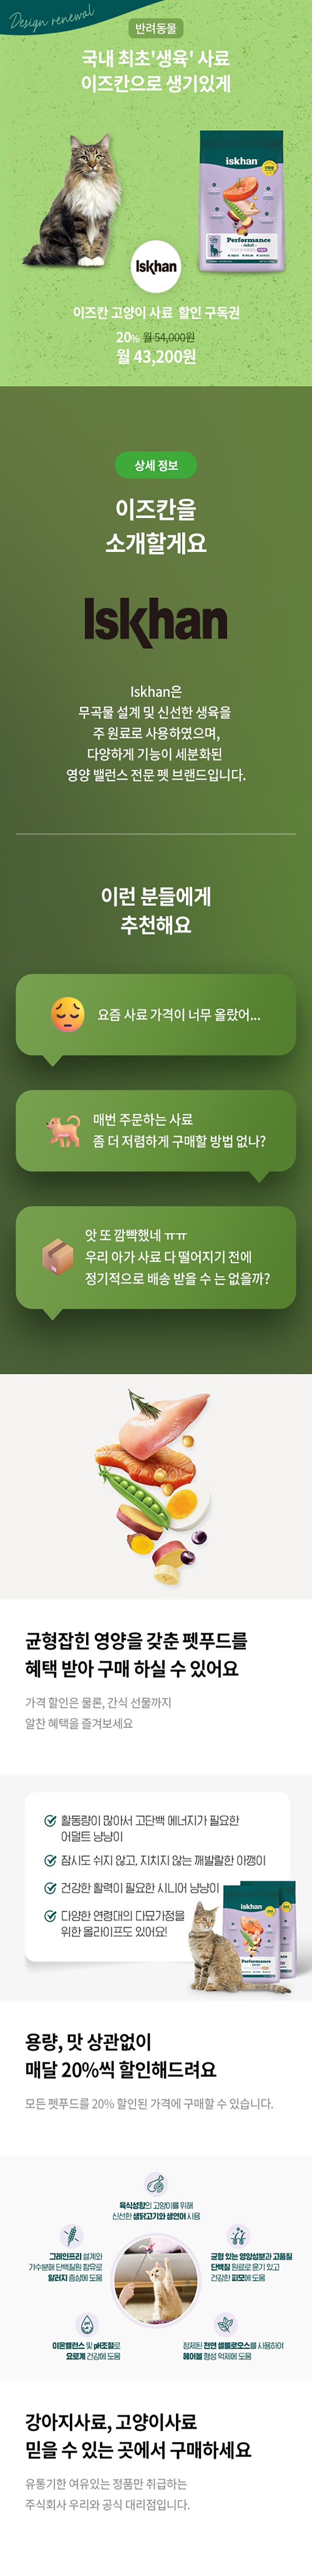 Design renewal
반려동물
국내 최초'생육' 사료
이즈칸으로 생기있게
iskhan
Performance
Adult
Iskhan
이즈칸 고양이 사료 할인 구독권
20% 월 54,000원
월 43,200원
상세 정보
이즈칸을
소개할게요
Iskhan
Iskhan은
무곡물 설계 및 신선한 생육을
주 원료로 사용하였으며,
다양하게 기능이 세분화된
영양 밸런스 전문 펫 브랜드입니다.
이런 분들에게
추천해요
요즘 사료 가격이 너무 올랐어...
매번 주문하는 사료
좀 더 저렴하게 구매할 방법 없나?
앗 또 깜빡했네 ㅠㅠ
우리 아가 사료 다 떨어지기 전에
정기적으로 배송 받을 수 는 없을까?
균형잡힌 영양을 갖춘 펫푸드를
혜택 받아 구매 하실 수 있어요
가격 할인은 물론, 간식 선물까지
알찬 혜택을 즐겨보세요
활동량이 많아서 고단백 에너지가 필요한
어덜트 냥냥이
잠시도 쉬지 않고, 지치지 않는 깨발랄한 아깽이
건강한 활력이 필요한 시니어 냥냥이
다양한 연령대의 다묘가정을
위한 올라이프도 있어요!
iskhan
Performance
용량, 맛 상관없이
매달 20%씩 할인해드려요
모든 펫푸드를 20% 할인된 가격에 구매할 수 있습니다.
육식성향의 고양이를 위해
신선한 생닭고기와 생연어 사용
그레인프리 설계와
가수분해 단백질원 함유로
알러지 증상에 도움
균형 있는 영양성분과 고품질
단백질 원료로 윤기 있고
건강한 피모에 도움
이온밸런스 및 pH조절로
요로계 건강에 도움
정제된 천연 셀룰로오스를 사용하여
헤어볼 형성 억제에 도움
강아지사료, 고양이사료
믿을 수 있는 곳에서 구매하세요
유통기한 여유있는 정품만 취급하는
주식회사 우리와 공식 대리점입니다.